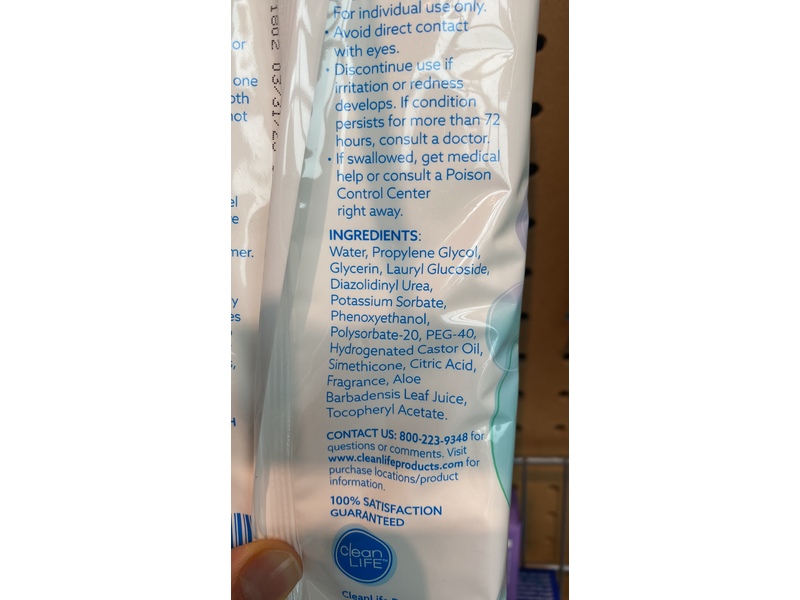 For individual use only.
• Avoid direct contact
with eyes.
• Discontinue use if
irritation or redness
develops. If condition
persists for more than 72
hours, consult a doctor.
• If swallowed, get medical
help or consult a Poison
Control Center
right away.
INGREDIENTS:
Water, Propylene Glycol,
Glycerin, Lauryl Glucoside,
Diazolidinyl Urea,
Potassium Sorbate,
Phenoxyethanol,
Polysorbate-20, PEG-40,
Hydrogenated Castor Oil,
Simethicone, Citric Acid,
Fragrance, Aloe
Barbadensis Leaf Juice,
Tocopheryl Acetate.
CONTACT US: 800-223-9348 for
questions or comments. Visit
www.cleanlifeproducts.com for
purchase locations/product
information.
100% SATISFACTION
GUARANTEED
clean
LIFE™
CleanLife
or
one